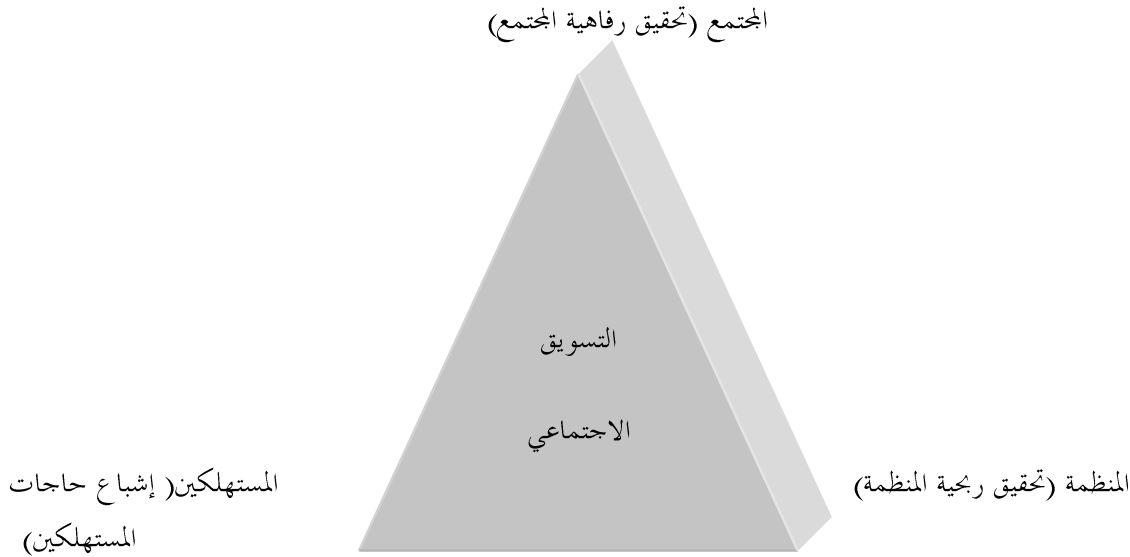 المجتمع (تحقيق رفاهية المجتمع)
التسويق
الاجتماعي
المنظمة (تحقيق ربحية المنظمة)
المستهلكين( إشباع حاجات
المستهلكين)